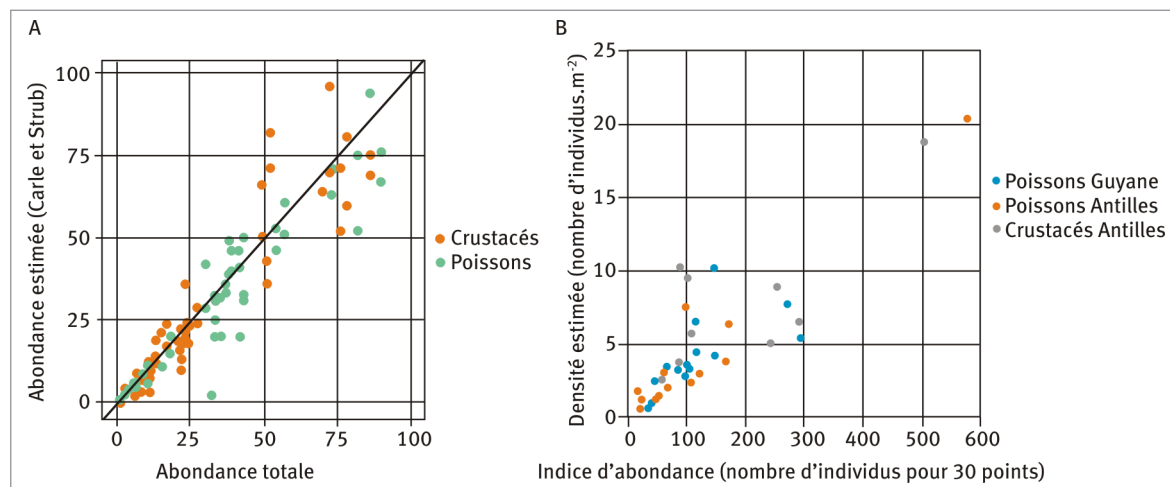 A
Abondance estimée (Carle et Strub)
100
75
50
25
0
0 25 50 75 100
Abondance totale
Crustacés
Poissons
B
Densité estimée (nombre d'individus.m-2)
25
20
15
10
5
0
0 100 200 300 400 500 600
Indice d'abondance (nombre d'individus pour 30 points)
Poissons Guyane
Poissons Antilles
Crustacés Antilles